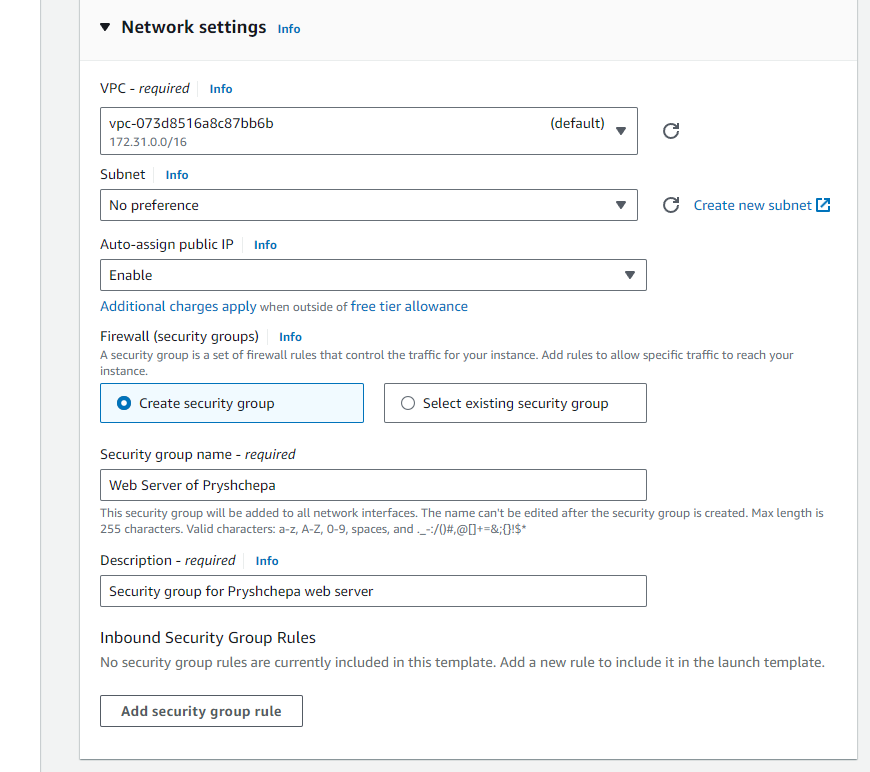 Network settings Info
VPC - required Info
vpc-073d8516a8c87bb6b (default)
172.31.0.0/16
Subnet Info
No preference
Create new subnet
Auto-assign public IP Info
Enable
Additional charges apply when outside of free tier allowance
Firewall (security groups) Info
A security group is a set of firewall rules that control the traffic for your instance. Add rules to allow specific traffic to reach your
instance.
Create security group
Select existing security group
Security group name - required
Web Server of Pryshchepa
This security group will be added to all network interfaces. The name can't be edited after the security group is created. Max length is
255 characters. Valid characters: a-z, A-Z, 0-9, spaces, and ._-:/()#,@[]+=&;{}!$*
Description - required Info
Security group for Pryshchepa web server
Inbound Security Group Rules
No security group rules are currently included in this template. Add a new rule to include it in the launch template.
Add security group rule